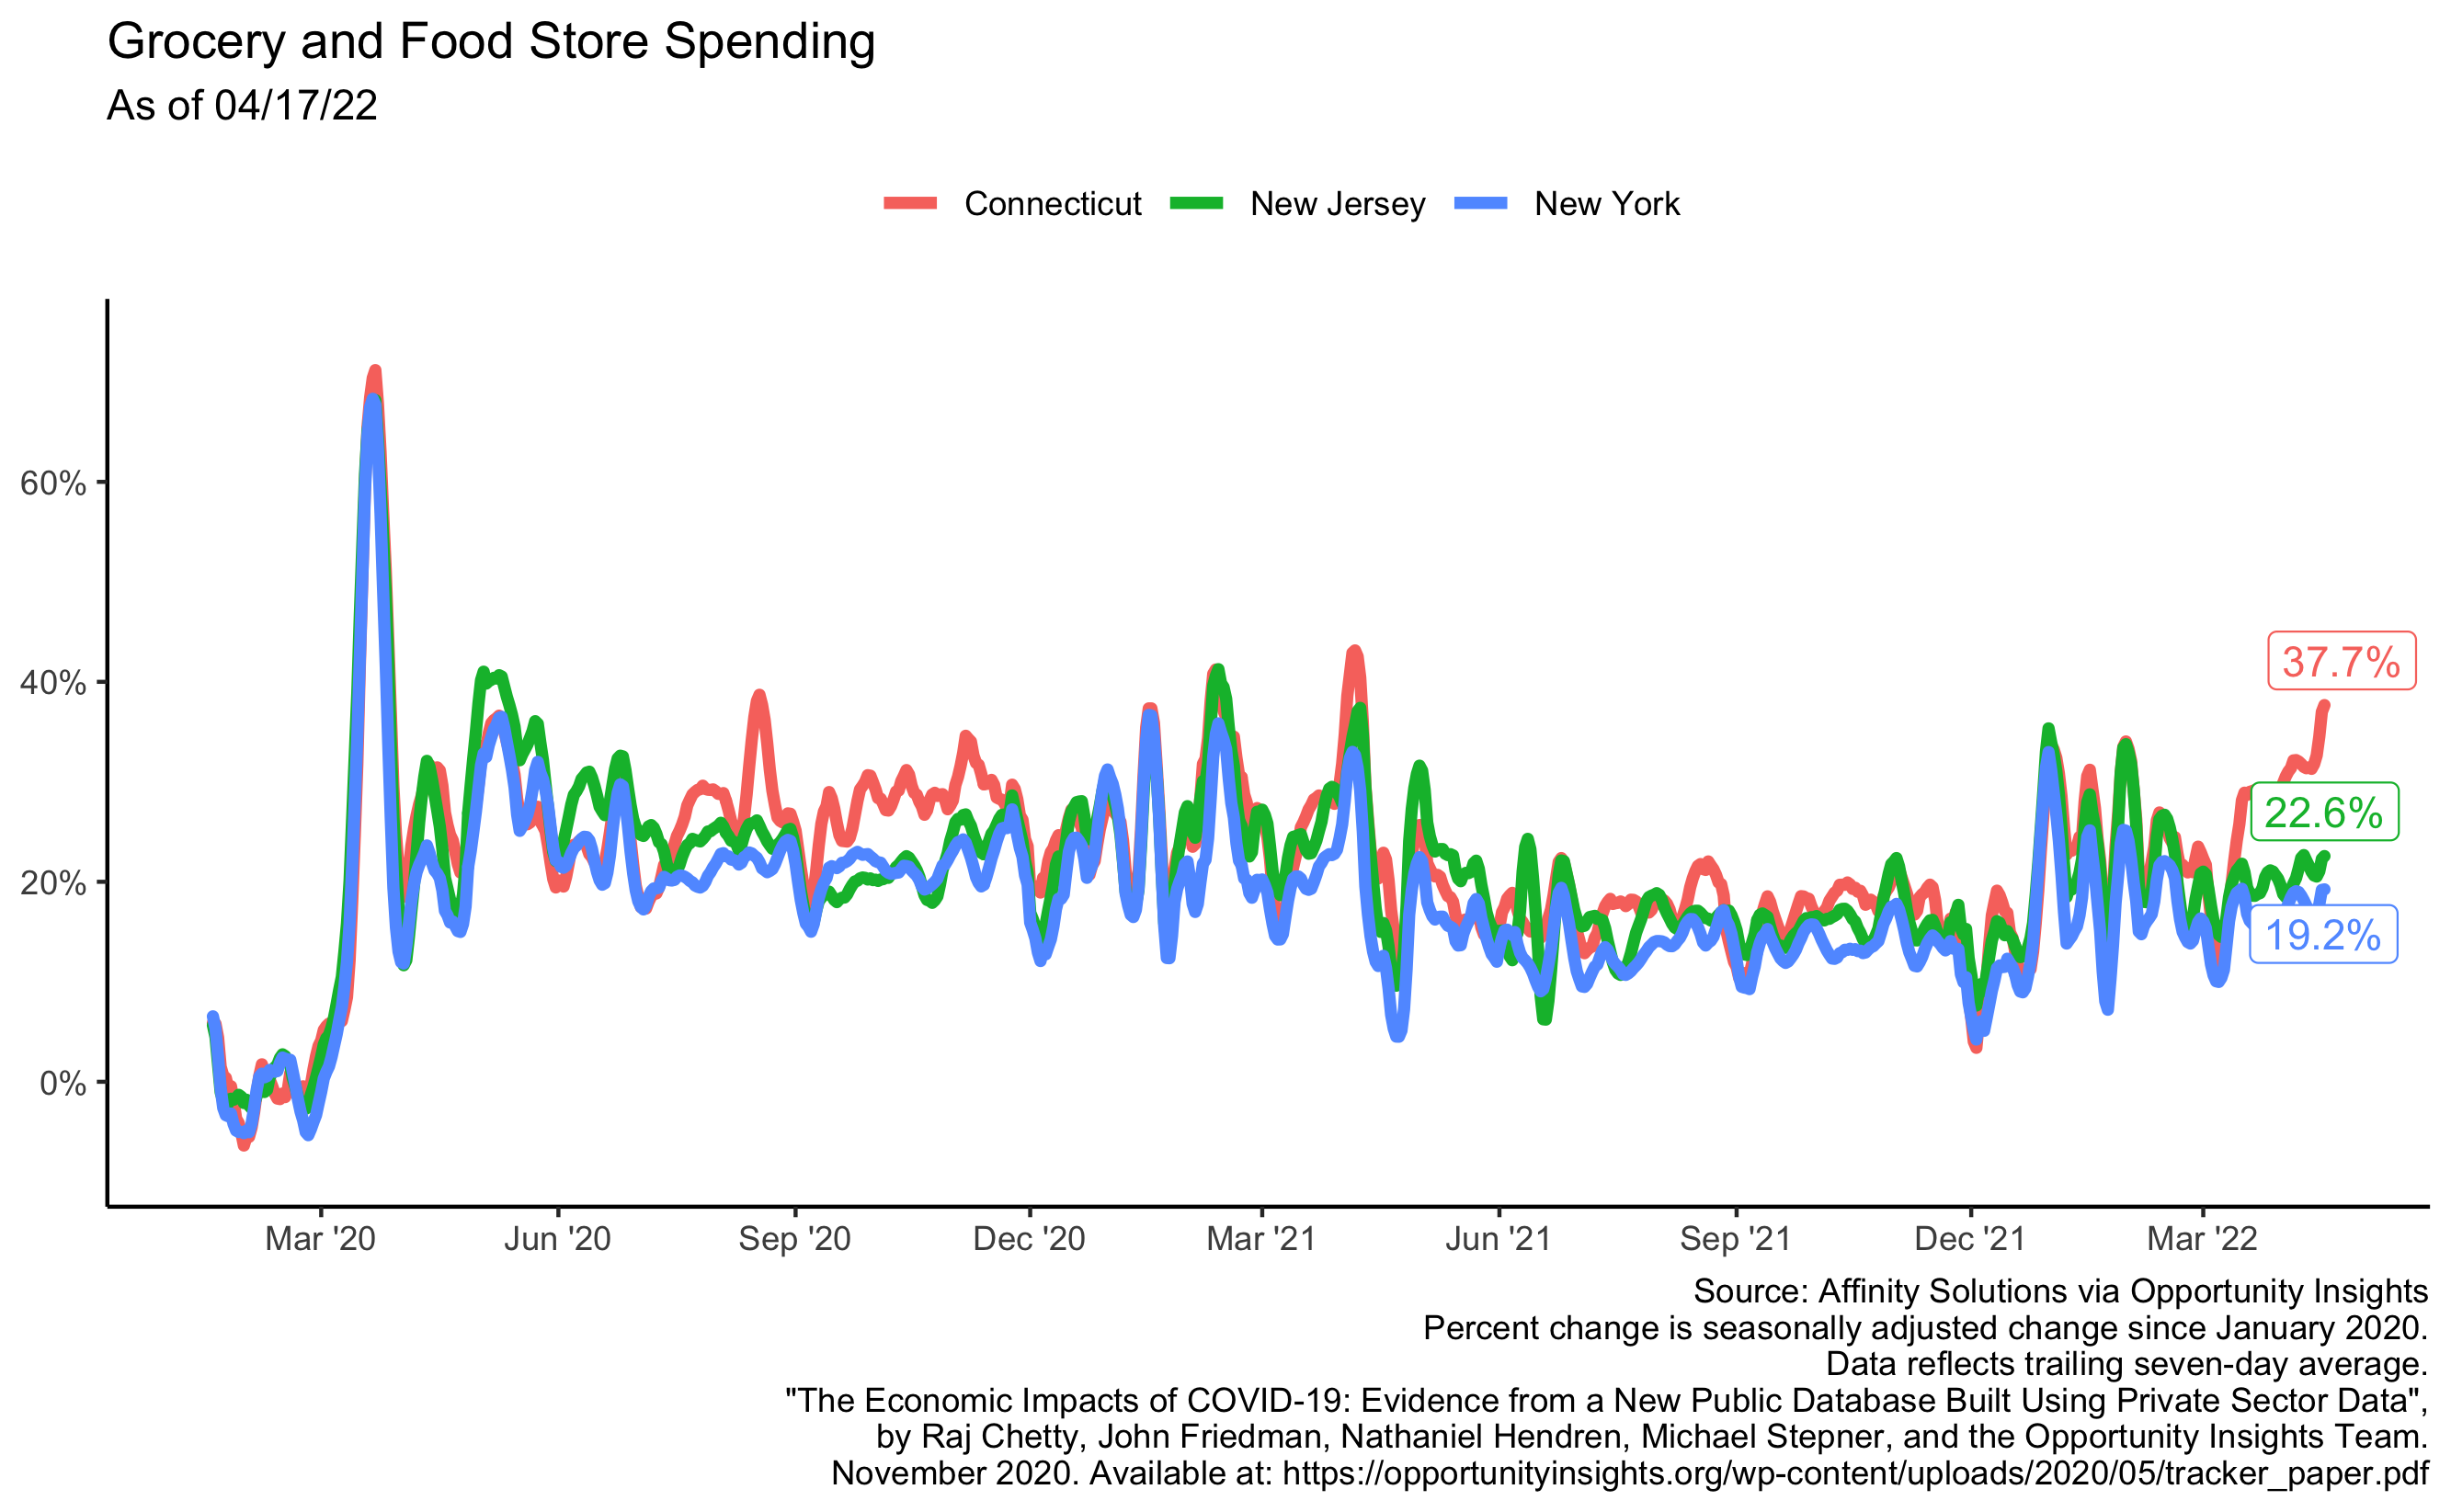 Grocery and Food Store Spending
As of 04/17/22
Connecticut New Jersey New York
60%
40%
20%
0%
37.7%
22.6%
19.2%
Mar '20 Jun '20 Sep '20 Dec '20 Mar '21 Jun '21 Sep '21 Dec '21 Mar '22
Source: Affinity Solutions via Opportunity Insights
Percent change is seasonally adjusted change since January 2020.
Data reflects trailing seven-day average.
"The Economic Impacts of COVID-19: Evidence from a New Public Database Built Using Private Sector Data",
by Raj Chetty, John Friedman, Nathaniel Hendren, Michael Stepner, and the Opportunity Insights Team.
November 2020. Available at: https://opportunityinsights.org/wp-content/uploads/2020/05/tracker_paper.pdf